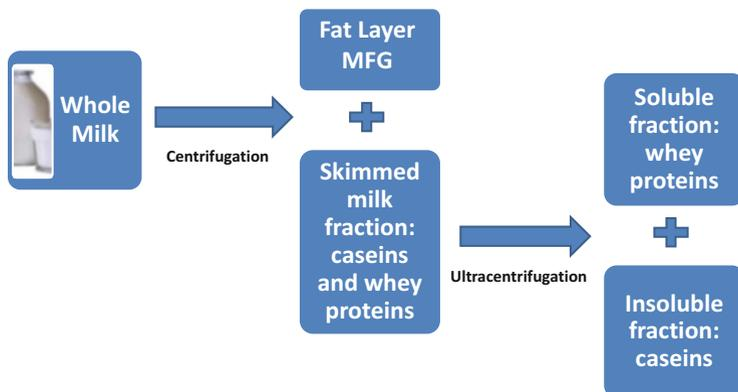 Whole
Milk
Centrifugation
Fat Layer
MFG
Skimmed
milk
fraction:
caseins
and whey
proteins
Ultracentrifugation
Soluble
fraction:
whey
proteins
Insoluble
fraction:
caseins